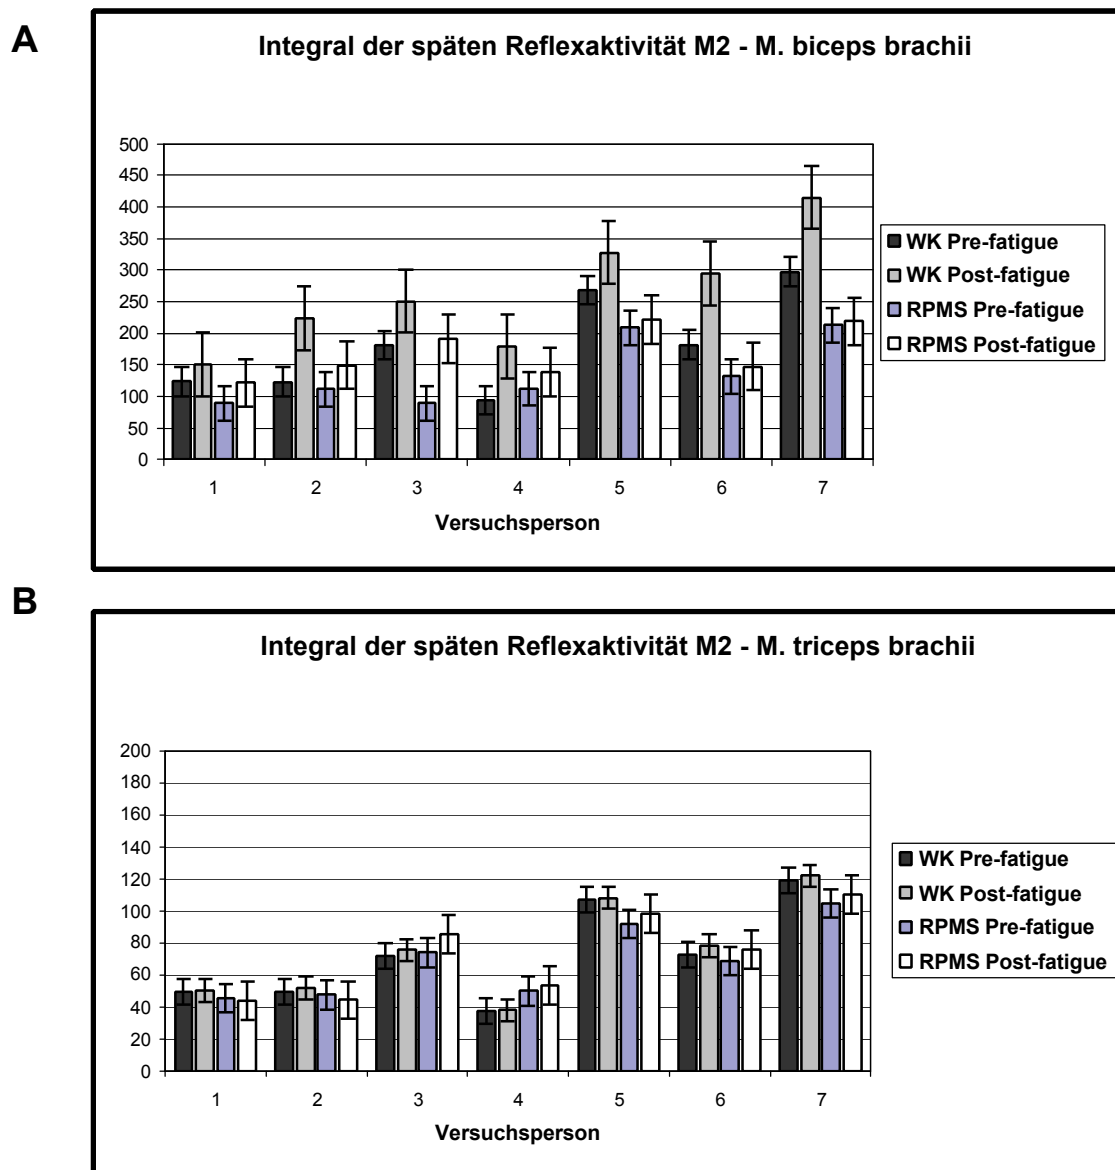 A
Integral der späten Reflexaktivität M2 - M. biceps brachii
500
450
400
350
300
250
200
150
100
50
0
1 2 3 4 5 6 7
Versuchsperson
WK Pre-fatigue
WK Post-fatigue
RPMS Pre-fatigue
RPMS Post-fatigue
B
Integral der späten Reflexaktivität M2 - M. triceps brachii
200
180
160
140
120
100
80
60
40
20
0
1 2 3 4 5 6 7
Versuchsperson
WK Pre-fatigue
WK Post-fatigue
RPMS Pre-fatigue
RPMS Post-fatigue